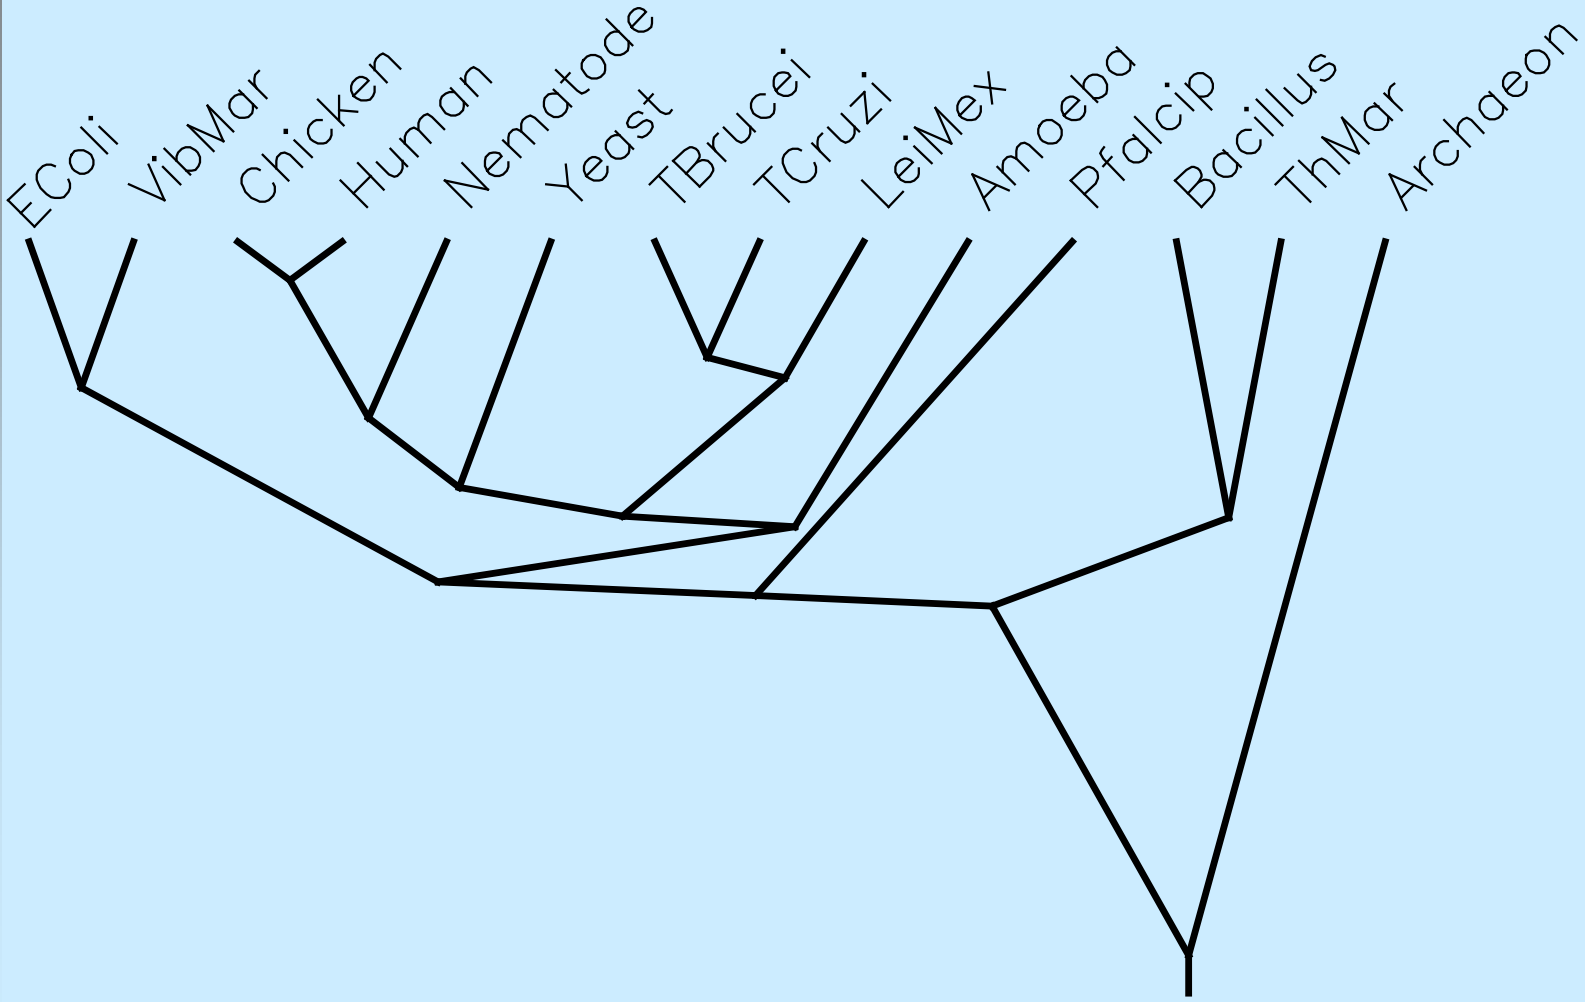 EColi
VibMar
Chicken
Human
Nematode
Yeast
TBrucei
TCruzi
LeiMex
Amoeba
Pfalcip
Bacillus
ThMar
Archaeon